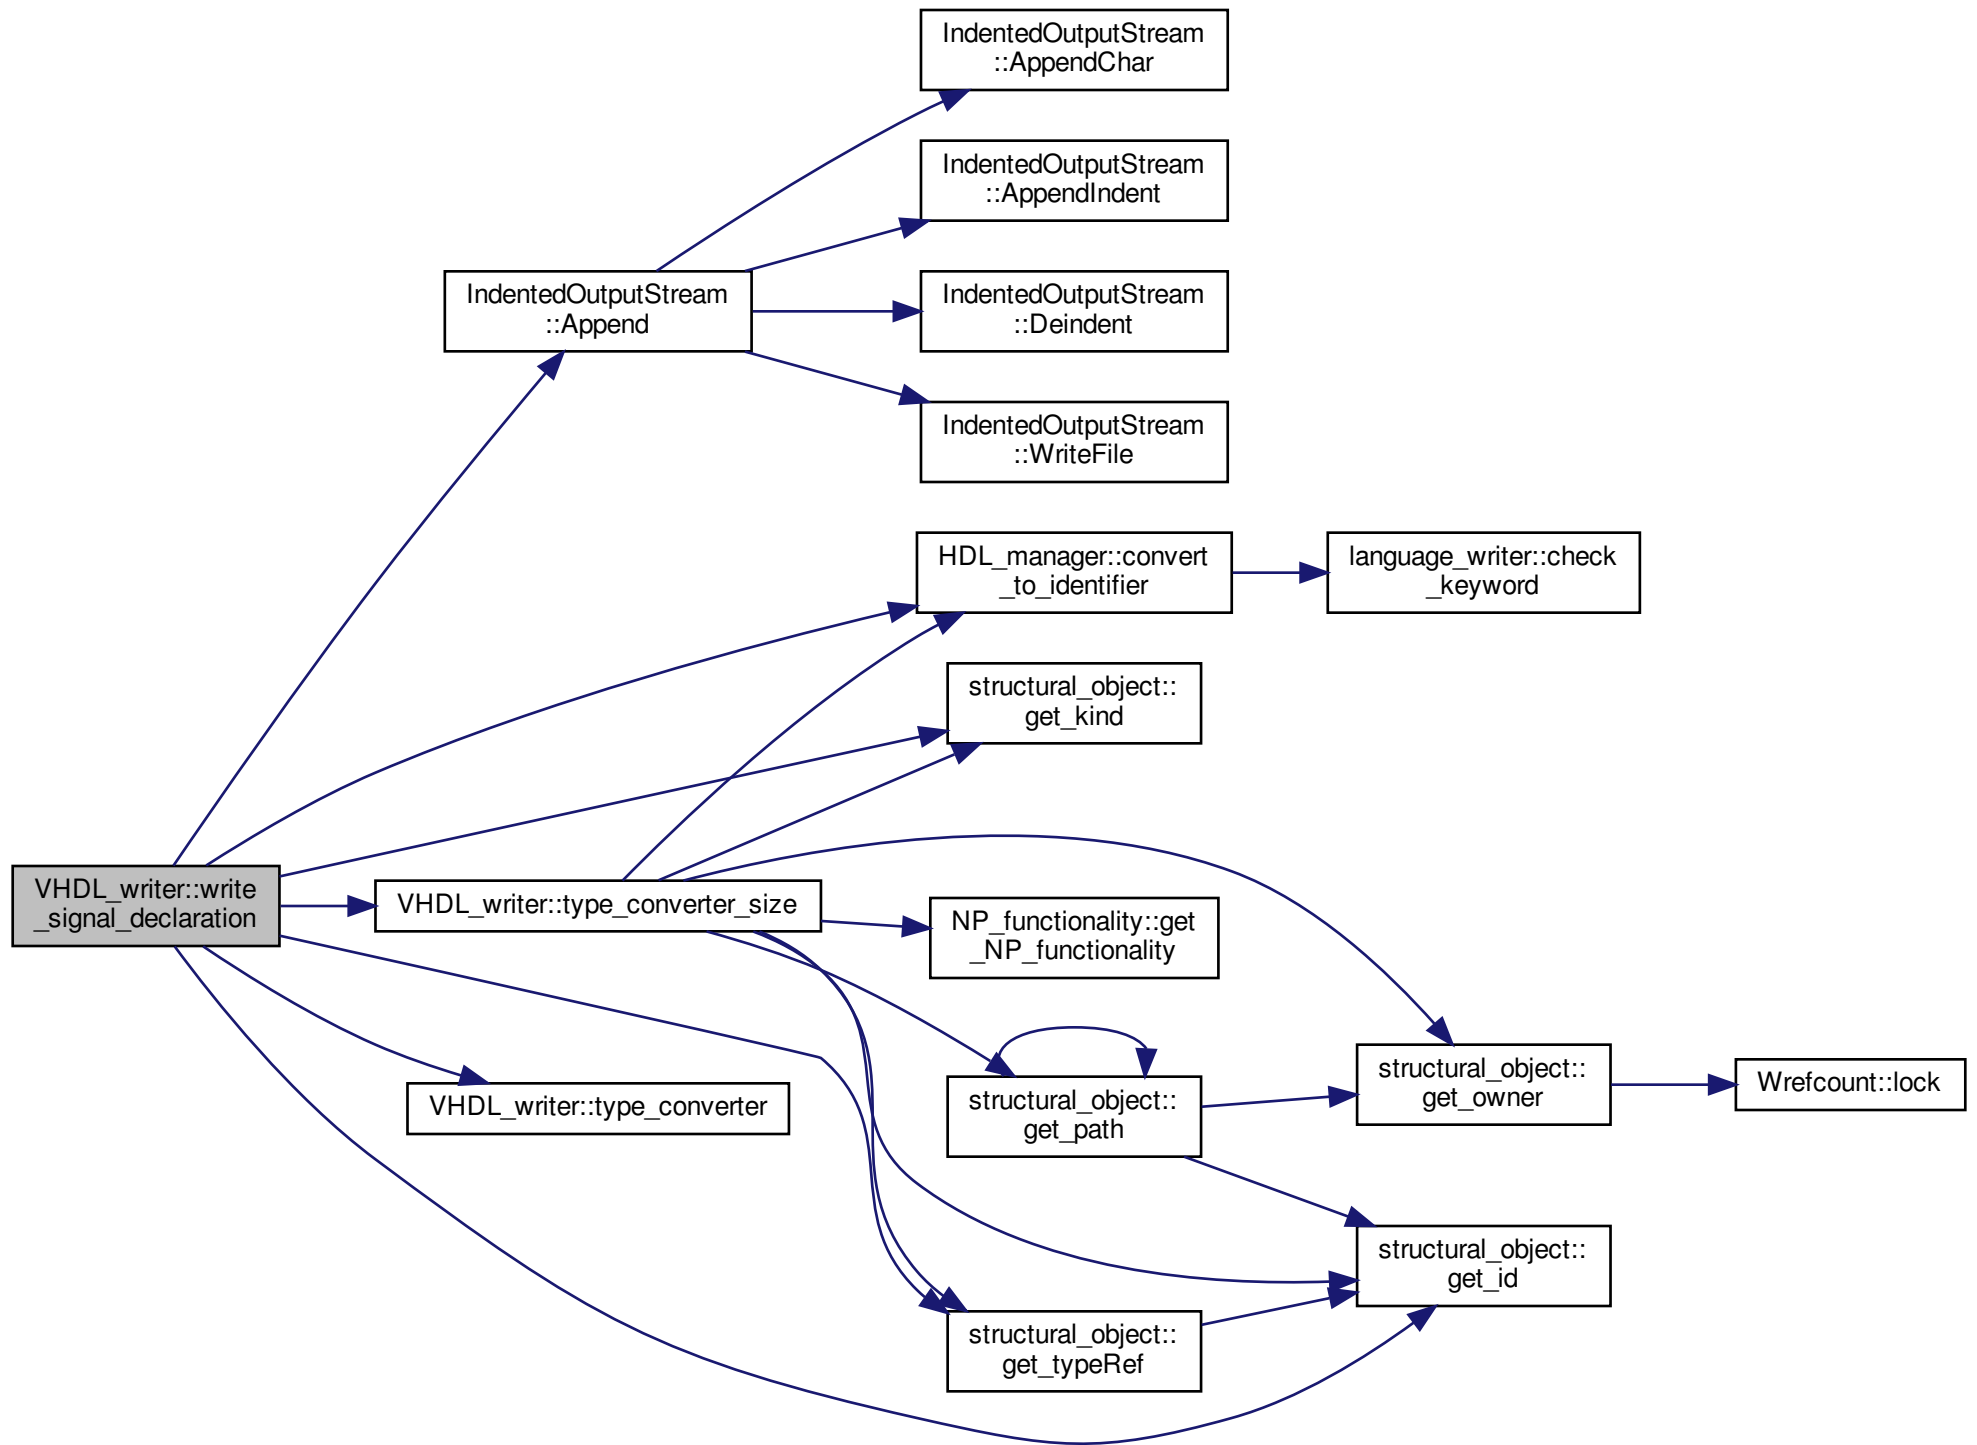 IndentedOutputStream
::AppendChar
IndentedOutputStream
::AppendIndent
IndentedOutputStream
::Append
IndentedOutputStream
::Deindent
IndentedOutputStream
::WriteFile
HDL_manager::convert
_to_identifier
language_writer::check
_keyword
structural_object::
get_kind
VHDL_writer::write
_signal_declaration
VHDL_writer::type_converter_size
NP_functionality::get
_NP_functionality
structural_object::
get_owner
Wrefcount::lock
VHDL_writer::type_converter
structural_object::
get_path
structural_object::
get_id
structural_object::
get_typeRef